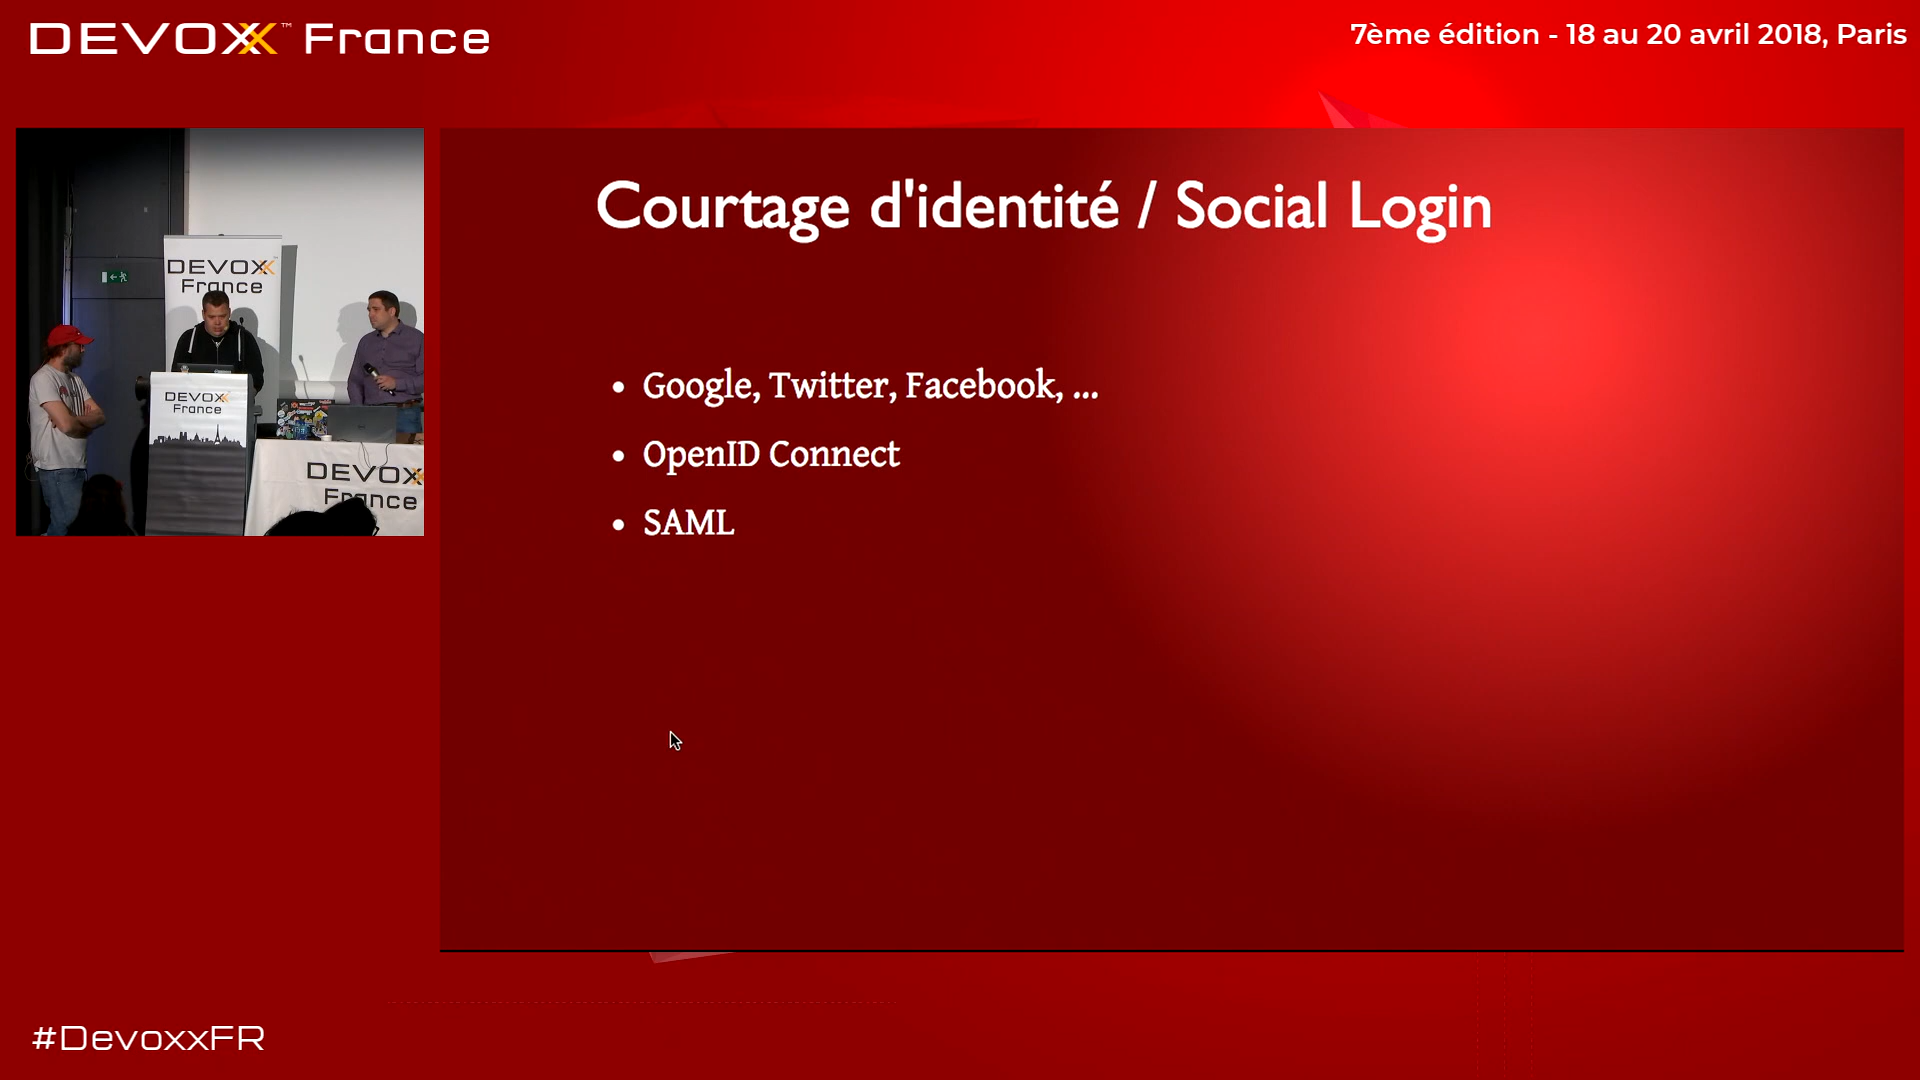 DEVOXX™ France
7ème édition - 18 au 20 avril 2018, Paris
DEVOXX
France
DEVOXX
France
DEVOXX
France
Courtage d'identité / Social Login
• Google, Twitter, Facebook, ...
• OpenID Connect
• SAML
#DevoxxFR